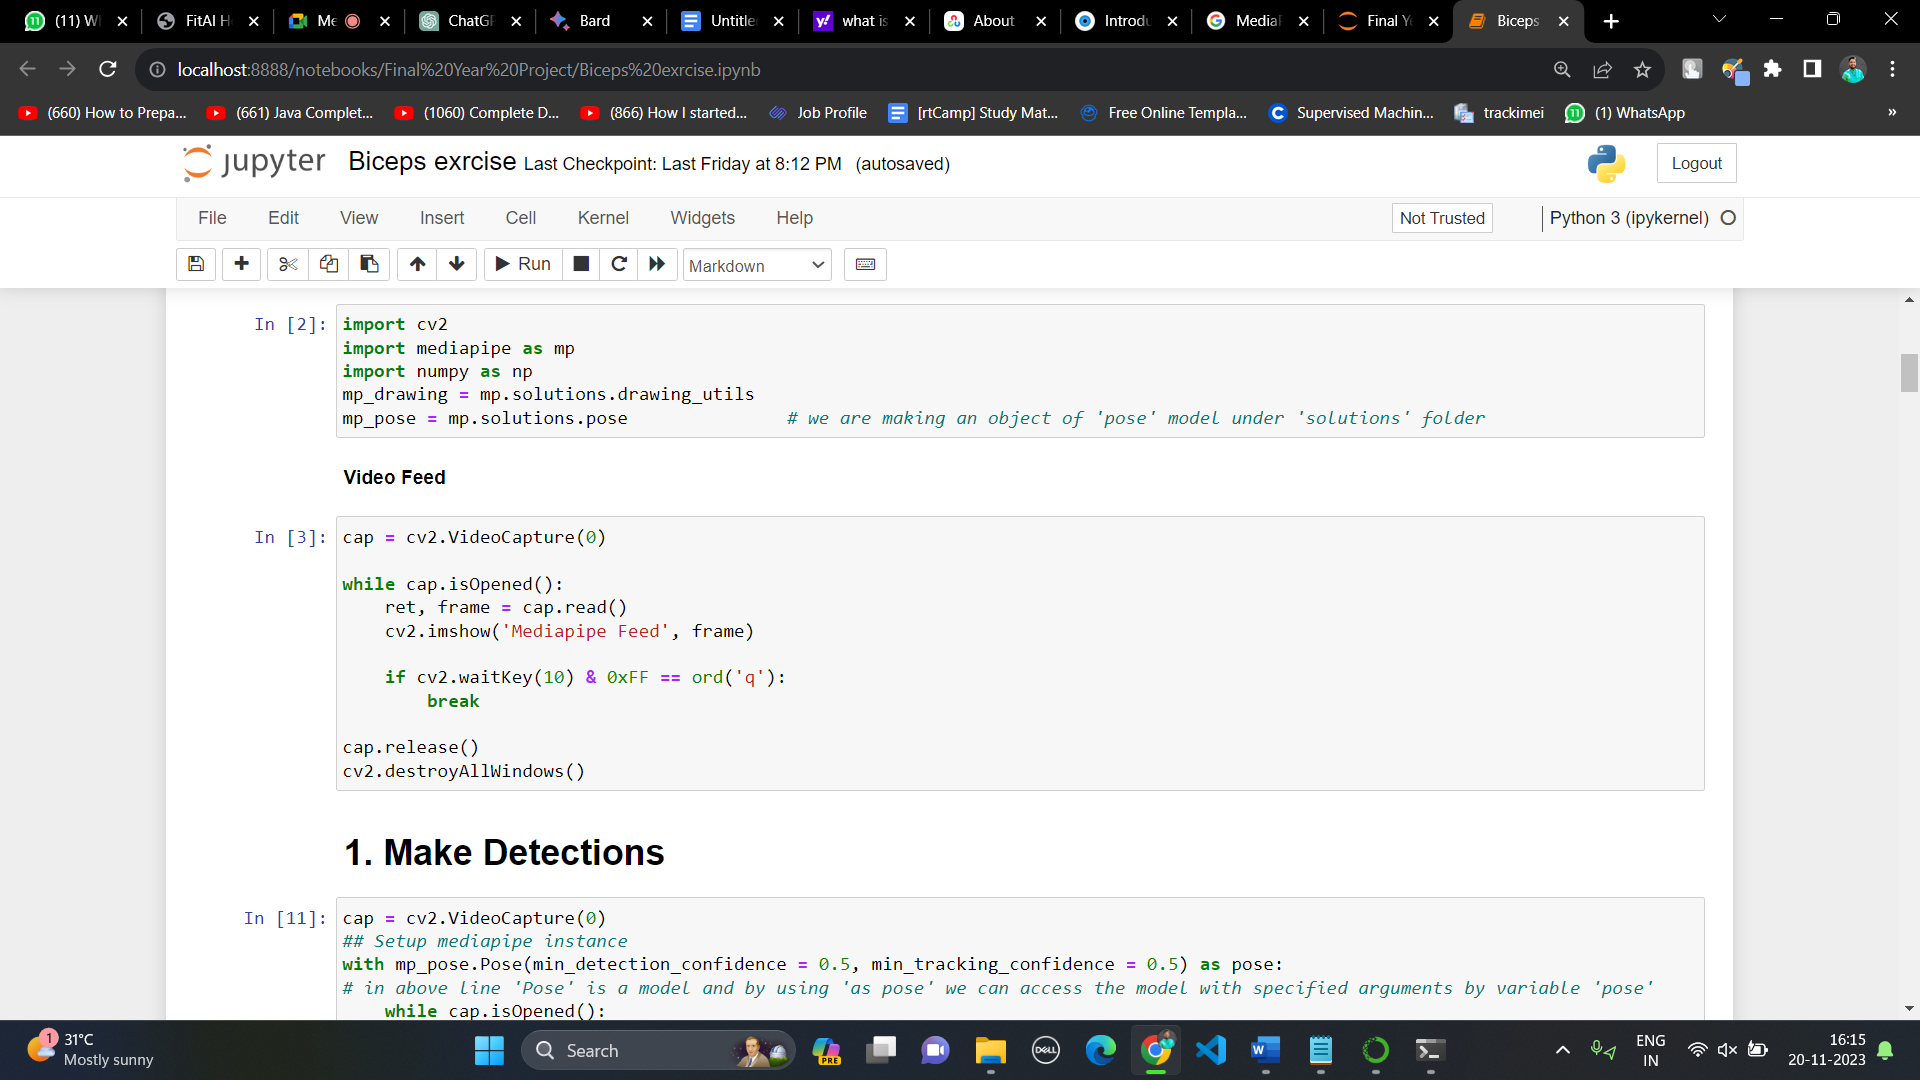 (11) W
FitAI H
Me
ChatG
Bard
Untitle
what is
About
Introdu
Media
Final Y
Biceps
localhost:8888/notebooks/Final%20Year%20Project/Biceps%20exrcise.ipynb
(660) How to Prepa...
(661) Java Complet...
(1060) Complete D...
(866) How I started...
Job Profile
[rtCamp] Study Mat...
Free Online Templa...
Supervised Machin...
trackimei
(1) WhatsApp
»
jupyter Biceps exrcise Last Checkpoint: Last Friday at 8:12 PM (autosaved)
Logout
File Edit View Insert Cell Kernel Widgets Help
Not Trusted
Python 3 (ipykernel)
Run
Markdown
In [2]: import cv2
import mediapipe as mp
import numpy as np
mp_drawing = mp.solutions.drawing_utils
mp_pose = mp.solutions.pose # we are making an object of 'pose' model under 'solutions' folder
Video Feed
In [3]: cap = cv2.VideoCapture(0)
while cap.isOpened():
ret, frame = cap.read()
cv2.imshow('Mediapipe Feed', frame)
if cv2.waitKey(10) & 0xFF == ord('q'):
break
cap.release()
cv2.destroyAllWindows()
1. Make Detections
In [11]: cap = cv2.VideoCapture(0)
## Setup mediapipe instance
with mp_pose.Pose(min_detection_confidence = 0.5, min_tracking_confidence = 0.5) as pose:
# in above line 'Pose' is a model and by using 'as pose' we can access the model with specified arguments by variable 'pose'
while cap.isOpened():
1
31°C
Mostly sunny
Search
PRE
DELL
ENG
IN
16:15
20-11-2023